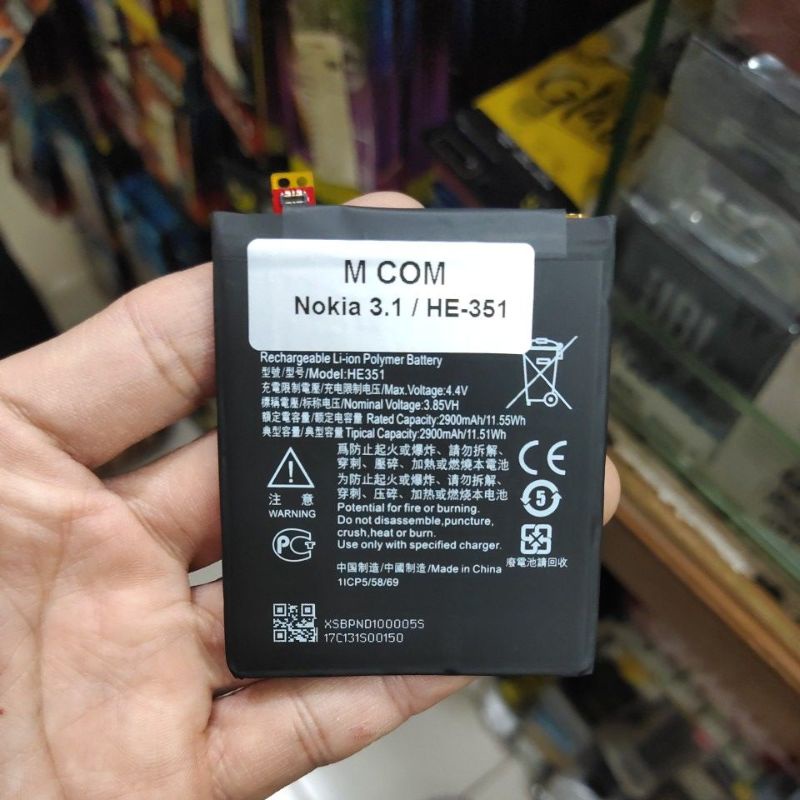 M COM
Nokia 3.1 / HE-351
Rechargeable Li-ion Polymer Battery
型號/型号/Model:HE351
充電限制電壓/充电限制电压/Max.Voltage:4.4V
標稱電壓/标称电压/Nominal Voltage:3.85VH
額定電容量/额定电容量/ Rated Capacity:2900mAh/11.55Wh
典型容量/典型容量 Tipical Capacity:2900mAh/11.51Wh
爲防止起火或爆炸、請勿拆解、
穿刺、壓碎、加熱或燃燒本電池
为防止起火或爆炸、请勿拆解、
穿刺、压碎、加热或燃烧本电池
注 意
WARNING
Potential for fire or burning.
Do not disassemble,puncture,
crush,heat or burn.
Use only with specified charger.
CE
5
PCT
廢電池請回收
中国制造/中國制造/Made in China
1ICP5/58/69
XSBPND100005S
17C131S00150
Glass
JBL